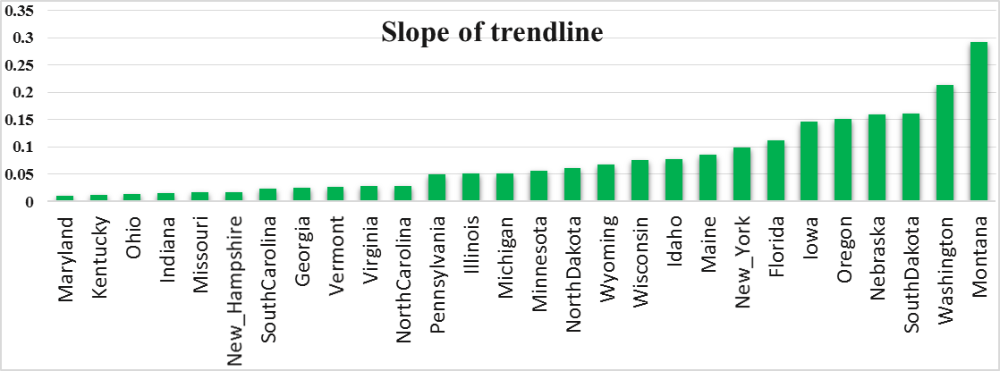 Slope of trendline
0.35
0.3
0.25
0.2
0.15
0.1
0.05
0
Maryland
Kentucky
Ohio
Indiana
Missouri
New_Hampshire
SouthCarolina
Georgia
Vermont
Virginia
NorthCarolina
Pennsylvania
Illinois
Michigan
Minnesota
NorthDakota
Wyoming
Wisconsin
Idaho
Maine
New_York
Florida
Iowa
Oregon
Nebraska
SouthDakota
Washington
Montana